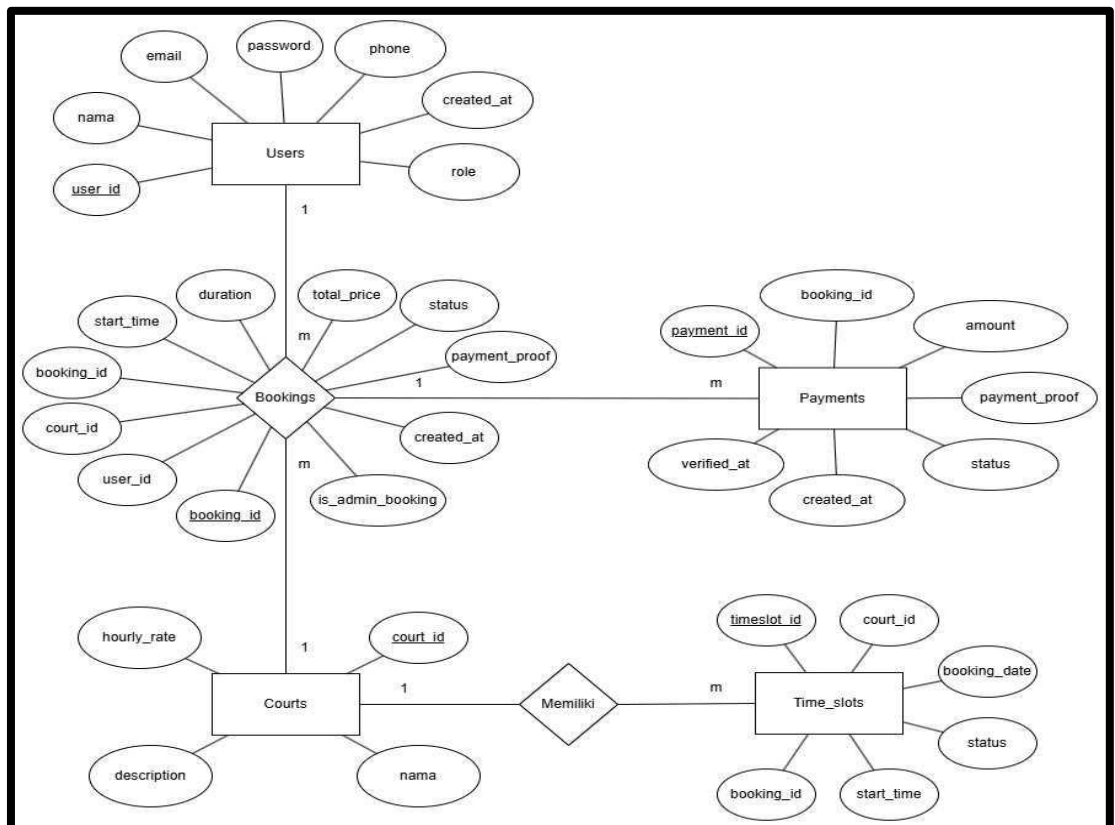 password
phone
email
created_at
nama
Users
role
user_id
1
duration
total_price
booking_id
status
start_time
payment_id
amount
m
payment_proof
booking_id
1
m
Bookings
Payments
payment_proof
court_id
created_at
verified_at
status
m
user_id
is_admin_booking
created_at
booking_id
timeslot_id
court_id
hourly_rate
court_id
1
booking_date
1
m
Courts
Memiliki
Time_slots
status
description
nama
booking_id
start_time